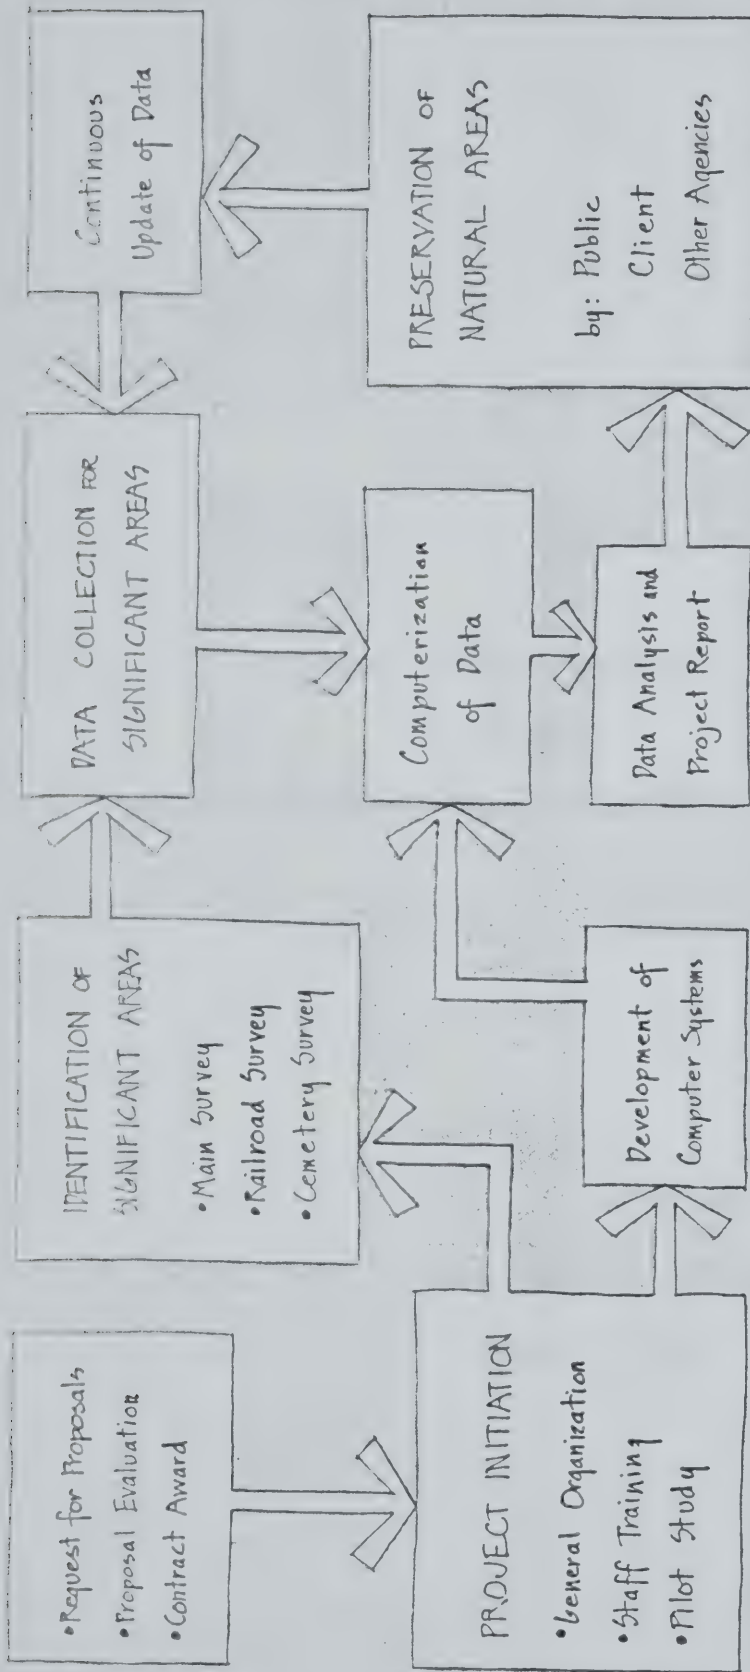 • Request for Proposals
• Proposal Evaluation
• Contract Award
PROJECT INITIATION
• General Organization
• Staff Training
• Pilot Study
IDENTIFICATION OF
SIGNIFICANT AREAS
• Main Survey
• Railroad Survey
• Cemetery Survey
Development of
Computer Systems
DATA COLLECTION FOR
SIGNIFICANT AREAS
Computerization
of Data
Data Analysis and
Project Report
Continuous
Update of Data
PRESERVATION OF
NATURAL AREAS
by: Public
Client
Other Agencies